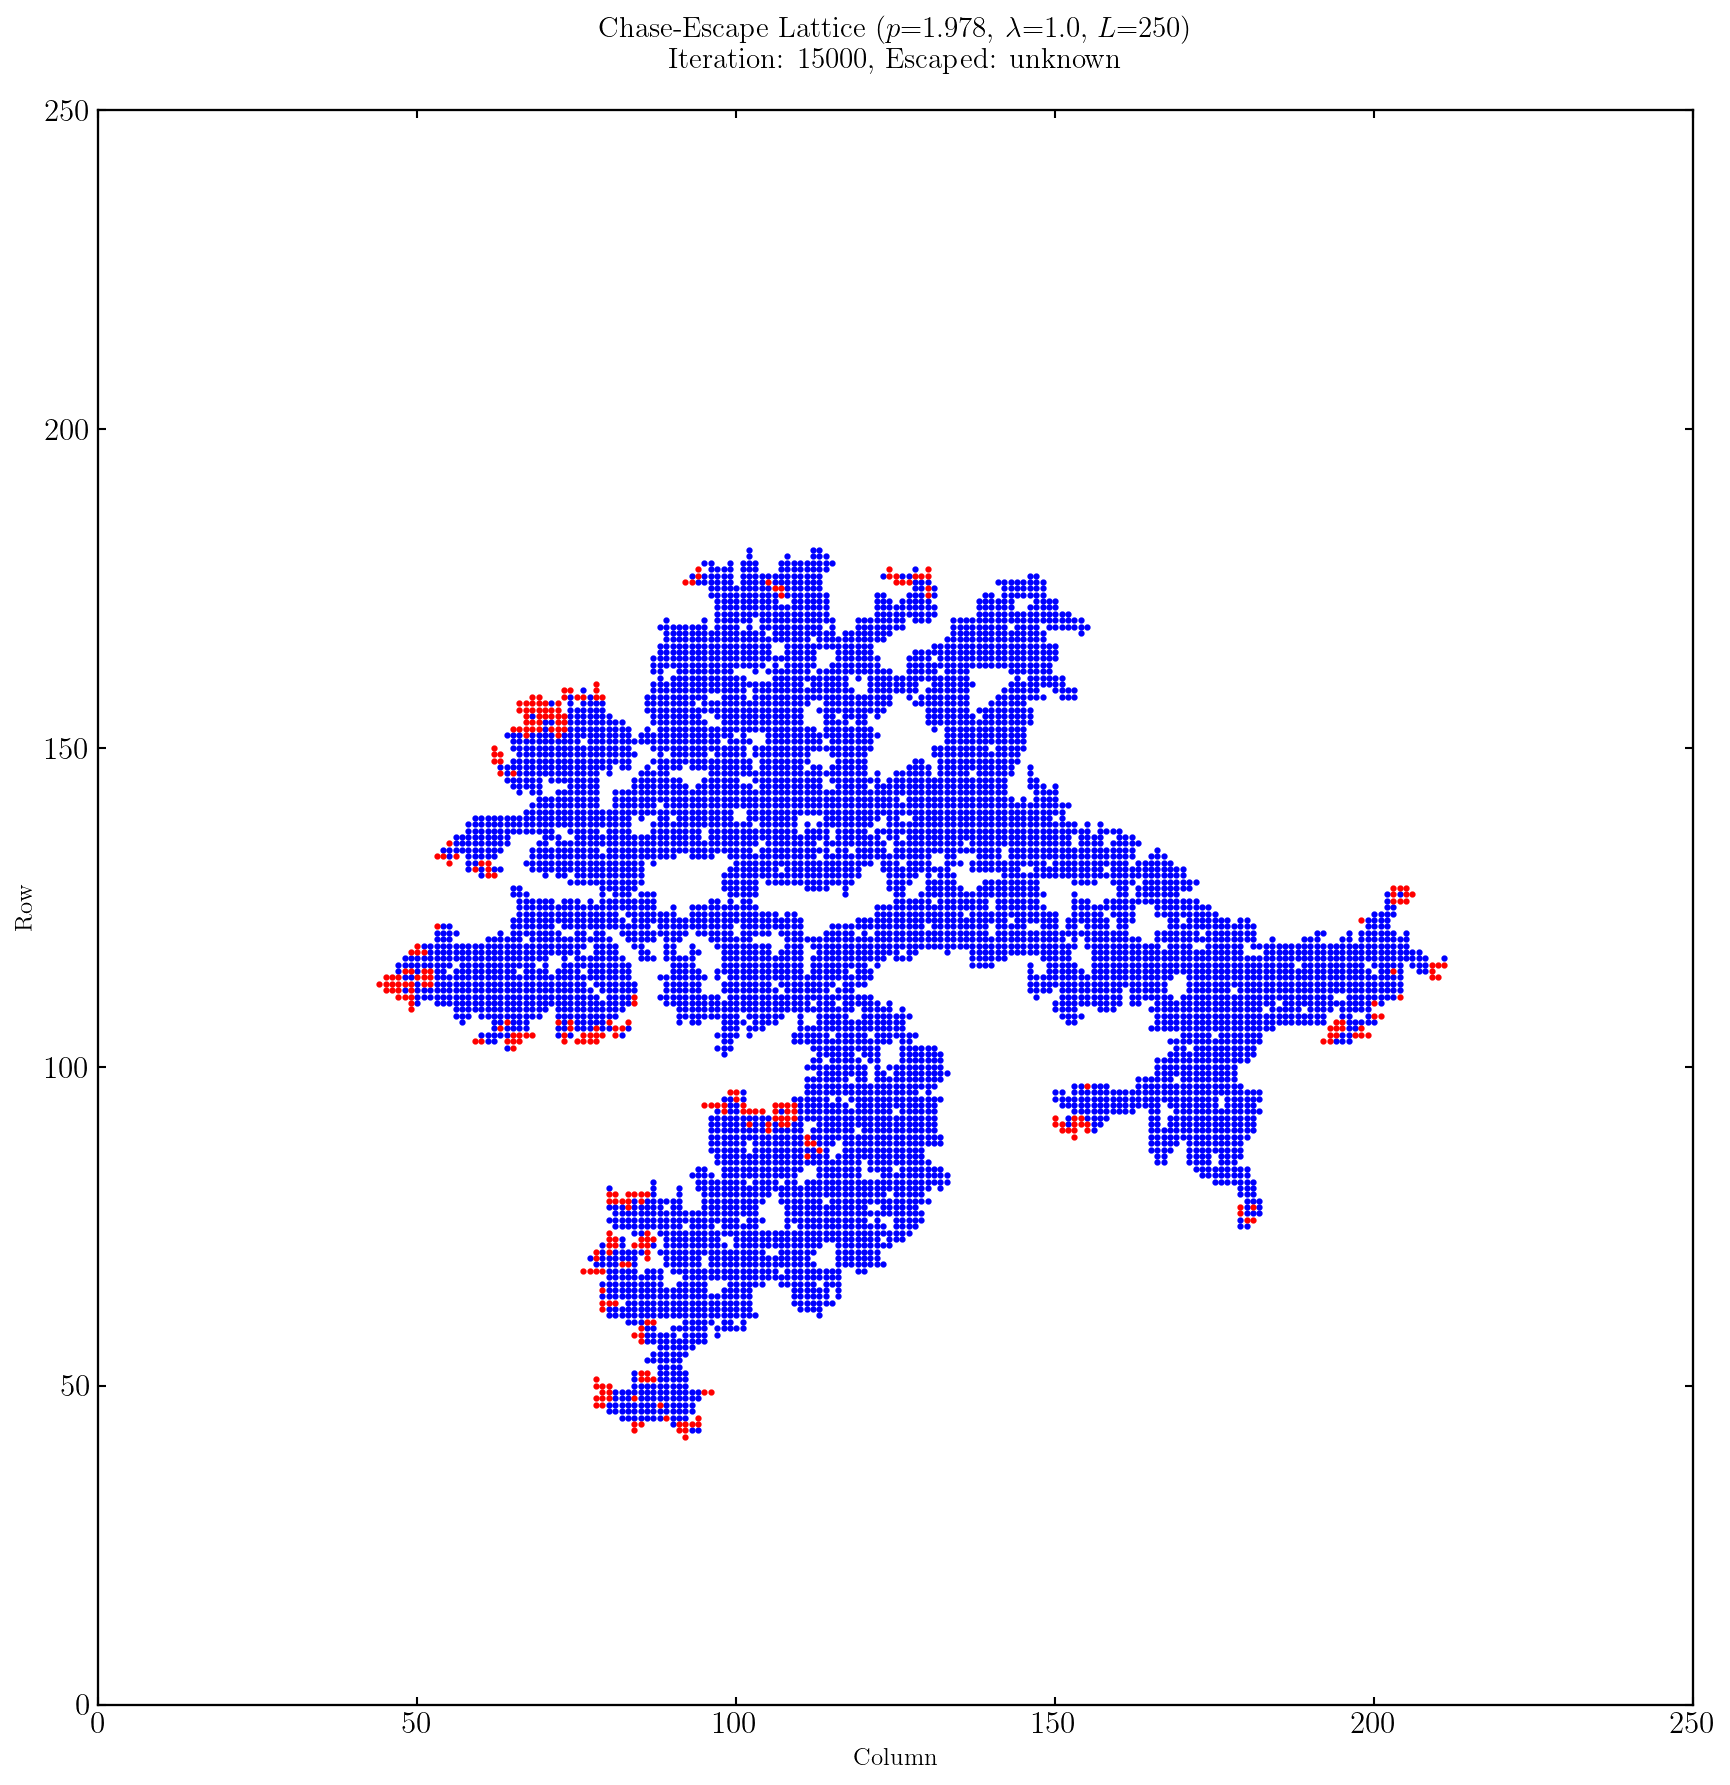 Chase-Escape Lattice (p=1.978, λ=1.0, L=250)
Iteration: 15000, Escaped: unknown
250
200
150
100
50
0
Row
0 50 100 150 200 250
Column